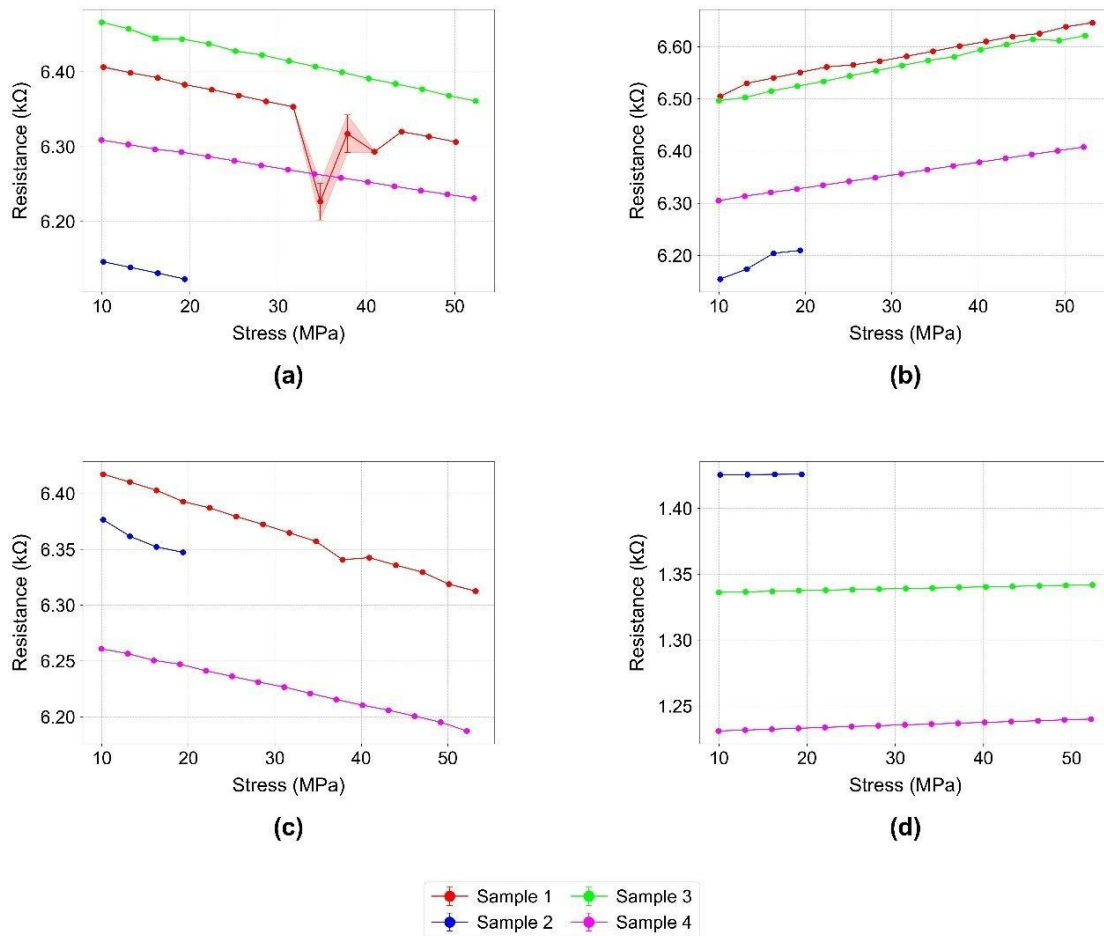 Resistance (kΩ)
6.40
6.30
6.20
10 20 30 40 50
Stress (MPa)
(a)
Resistance (kΩ)
6.60
6.50
6.40
6.30
6.20
10 20 30 40 50
Stress (MPa)
(b)
Resistance (kΩ)
6.40
6.35
6.30
6.25
6.20
10 20 30 40 50
Stress (MPa)
(c)
Resistance (kΩ)
1.40
1.35
1.30
1.25
10 20 30 40 50
Stress (MPa)
(d)
Sample 1 Sample 3
Sample 2 Sample 4